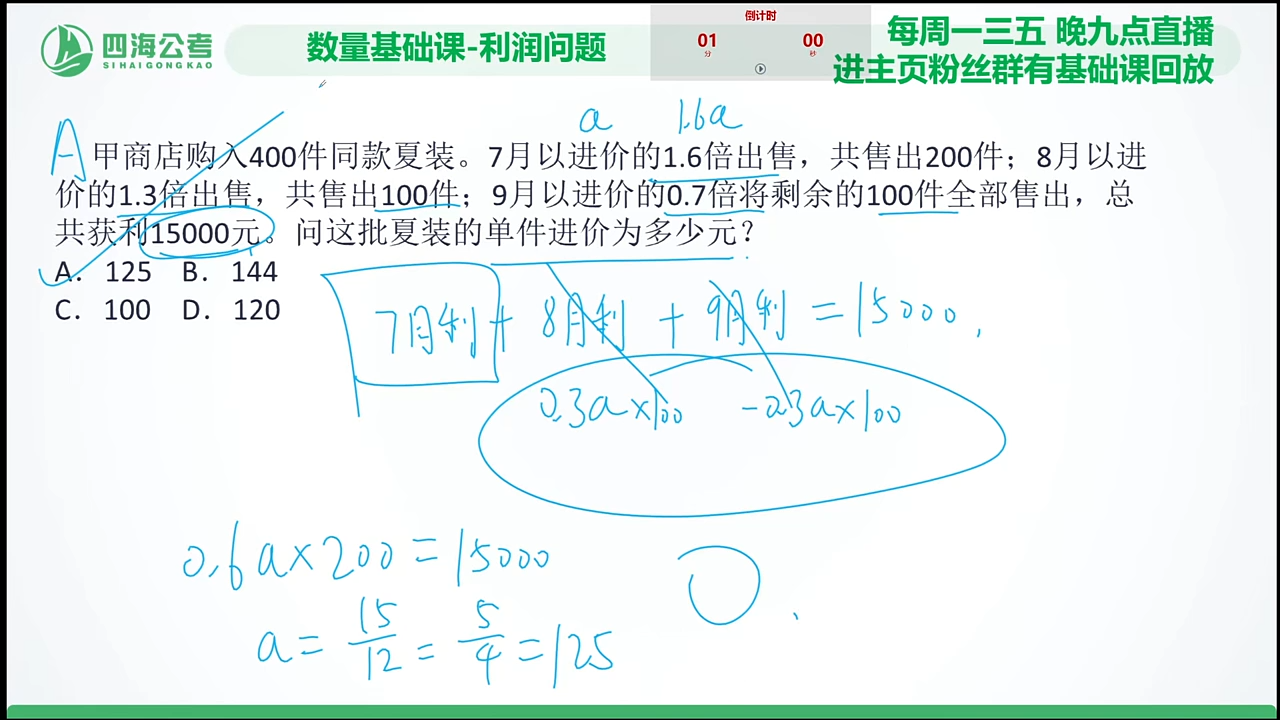 四海公考
SIHAIGONGKAO
数量基础课-利润问题
倒计时
01
分
00
秒
每周一三五 晚九点直播
进主页粉丝群有基础课回放
a 1.6a
A
甲商店购入400件同款夏装。7月以进价的1.6倍出售，共售出200件；8月以进
价的1.3倍出售，共售出100件；9月以进价的0.7倍将剩余的100件全部售出，总
共获利15000元。问这批夏装的单件进价为多少元？
A. 125 B. 144
C. 100 D. 120
7月利+8月利+9月利=15000.
0.3a×100 -0.3a×100
0.6a×200=15000
a=15/12=5/4=125